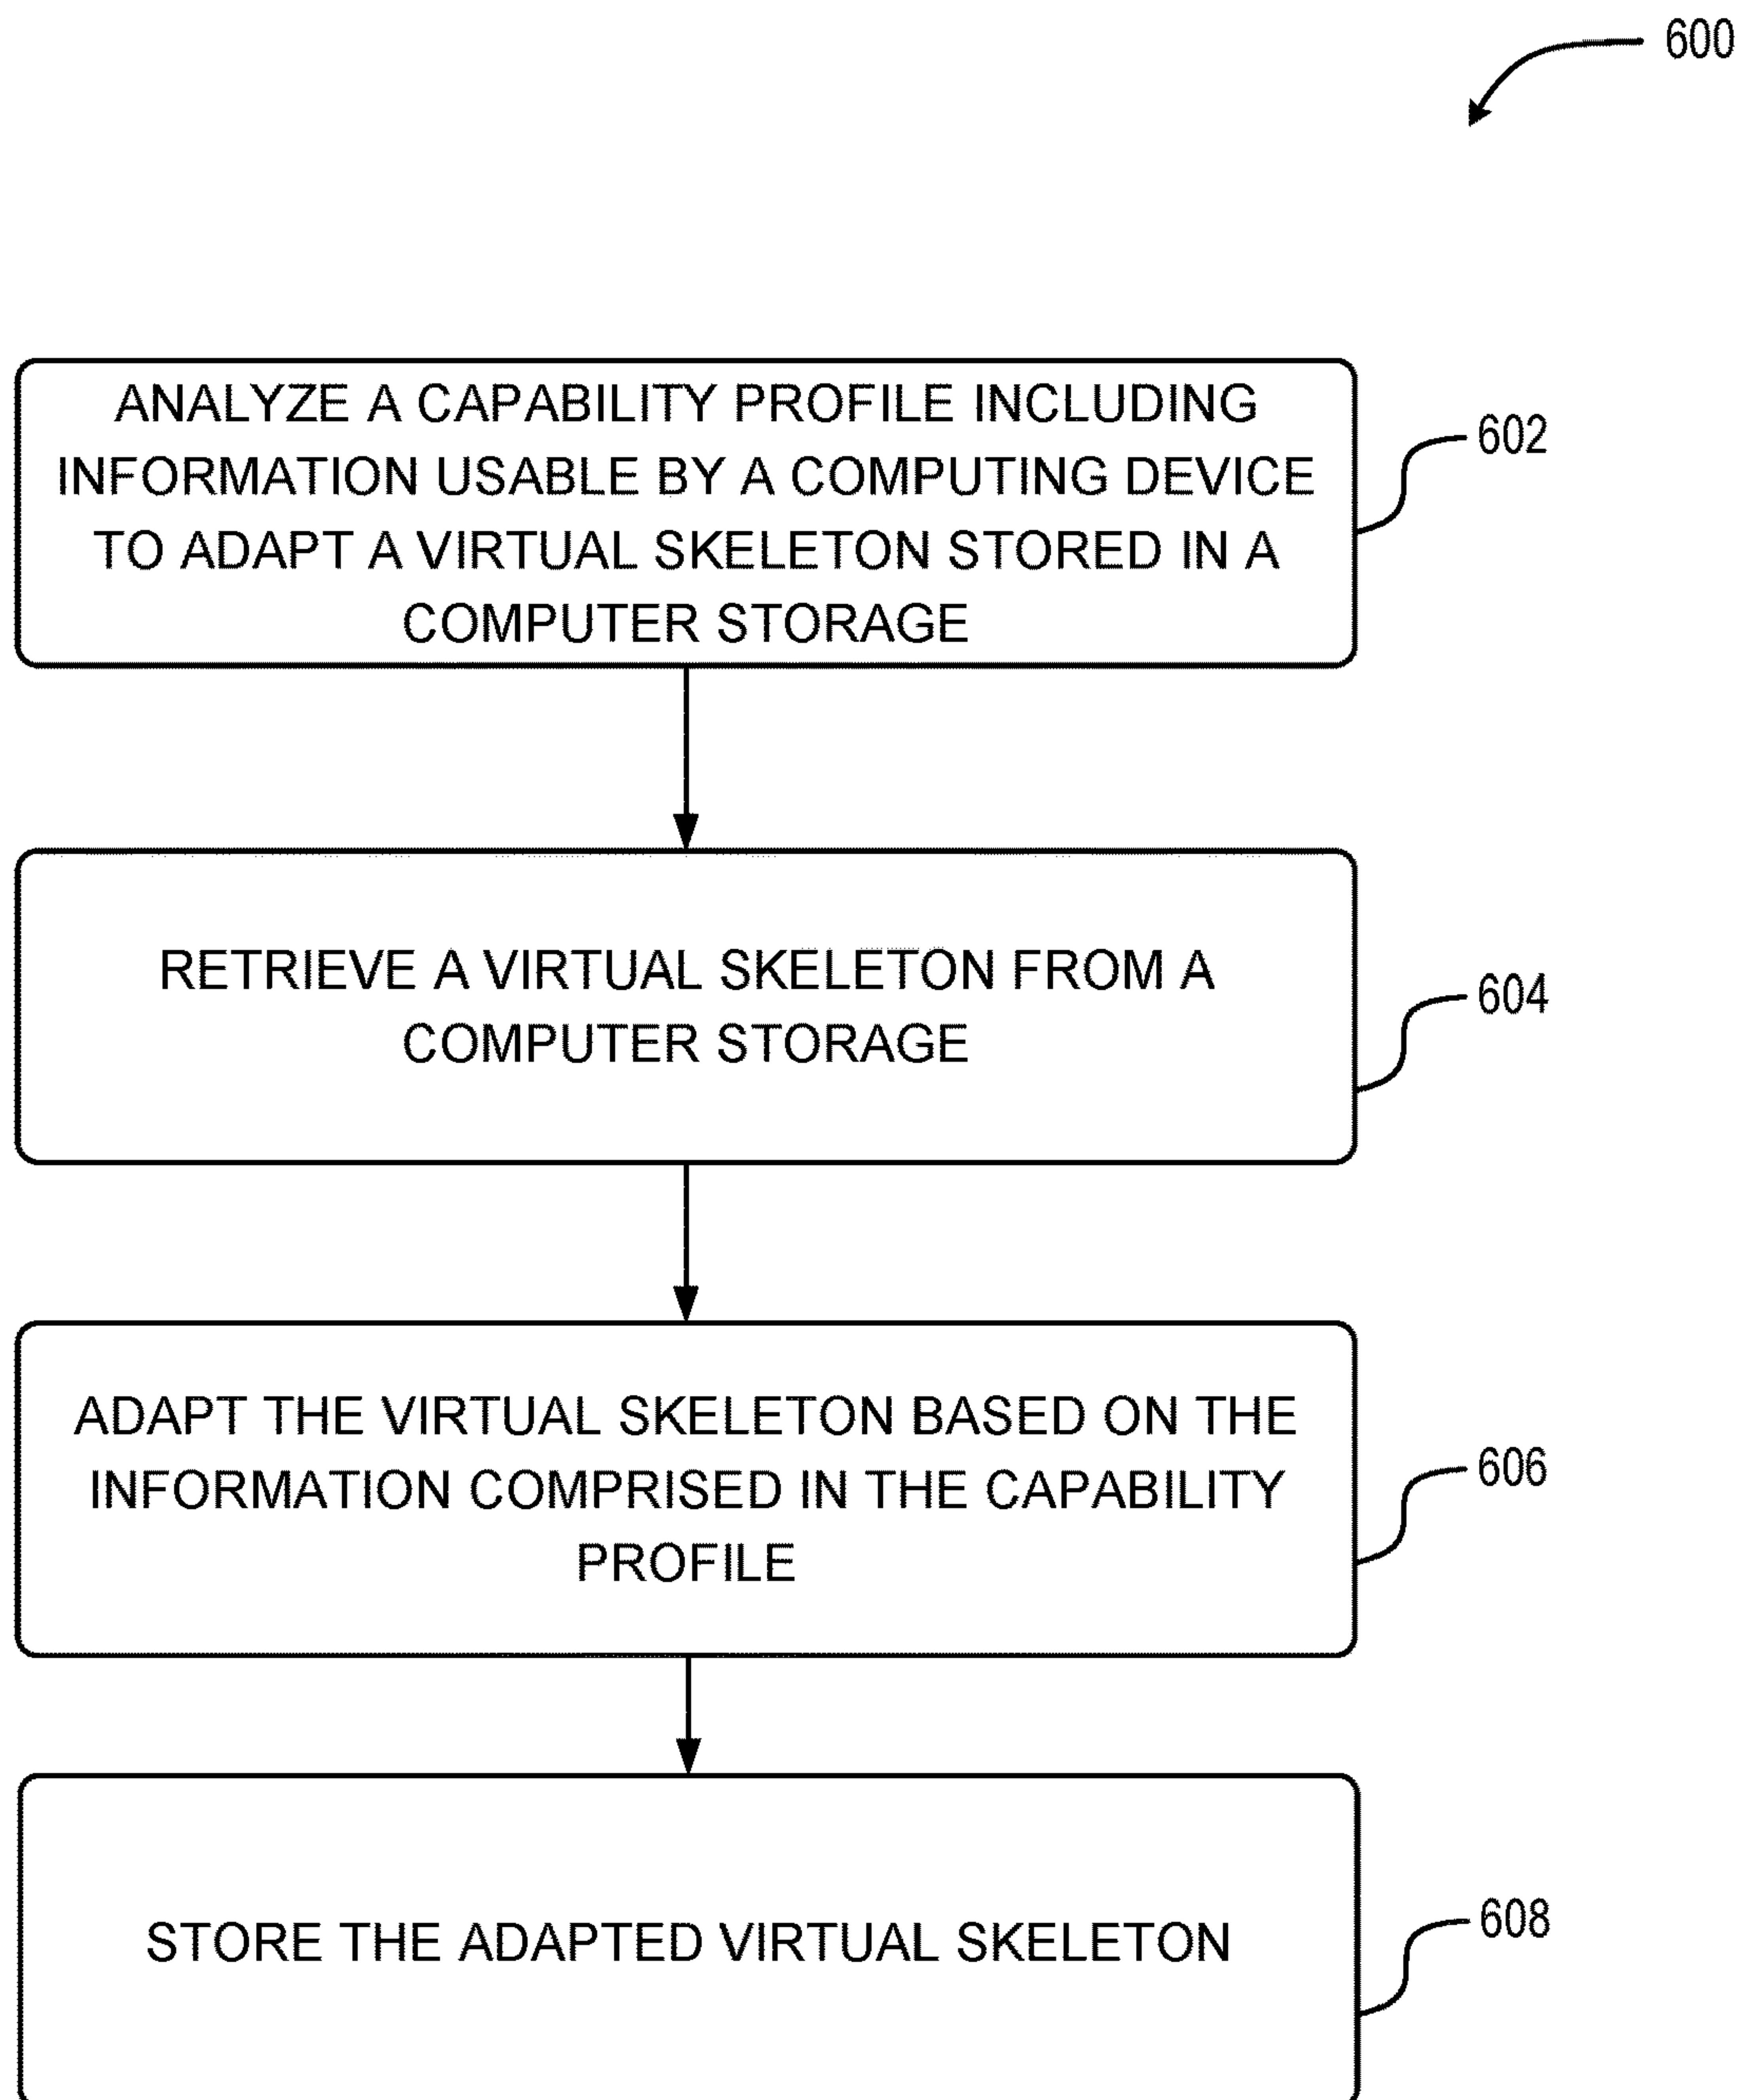 600
ANALYZE A CAPABILITY PROFILE INCLUDING
INFORMATION USABLE BY A COMPUTING DEVICE
TO ADAPT A VIRTUAL SKELETON STORED IN A
COMPUTER STORAGE
602
RETRIEVE A VIRTUAL SKELETON FROM A
COMPUTER STORAGE
604
ADAPT THE VIRTUAL SKELETON BASED ON THE
INFORMATION COMPRISED IN THE CAPABILITY
PROFILE
606
STORE THE ADAPTED VIRTUAL SKELETON
608